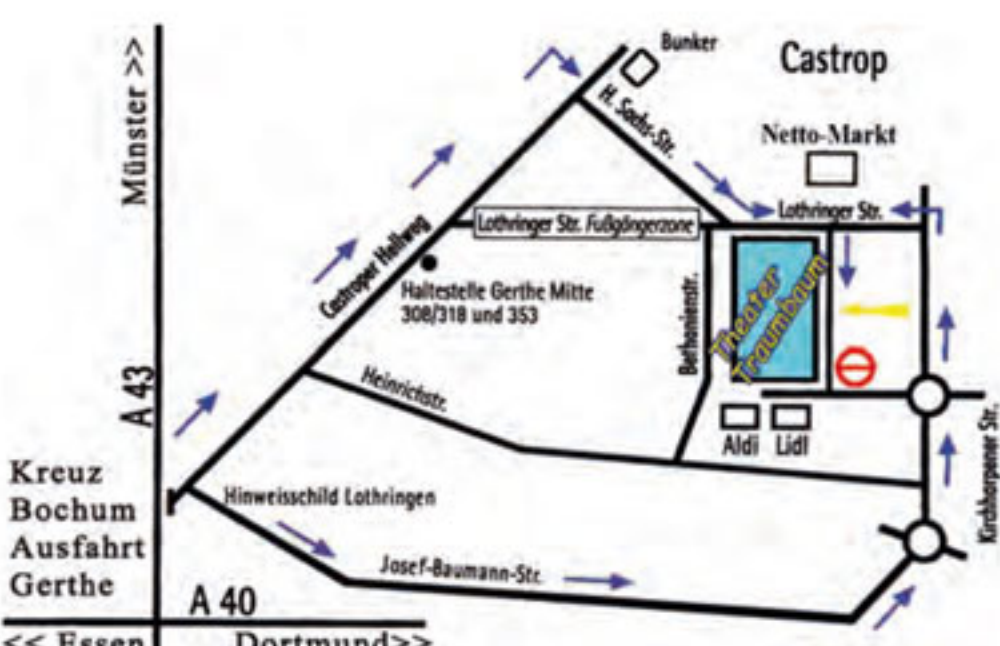 Münster >>
A 43
Bunker
Castrop
H. Sachs-Str.
Netto-Markt
Lothringer Str.
Lothringer Str. Fußgängerzone
Castroper Hellweg
Haltestelle Gerthe Mitte
308/318 und 353
Bethanienstr.
Theater
Traumbaum
Heinrichstr.
Aldi
Lidl
Kirchharpener Str.
Kreuz
Bochum
Ausfahrt
Gerthe
Hinweisschild Lothringen
Josef-Baumann-Str.
A 40
<< Essen
Dortmund>>